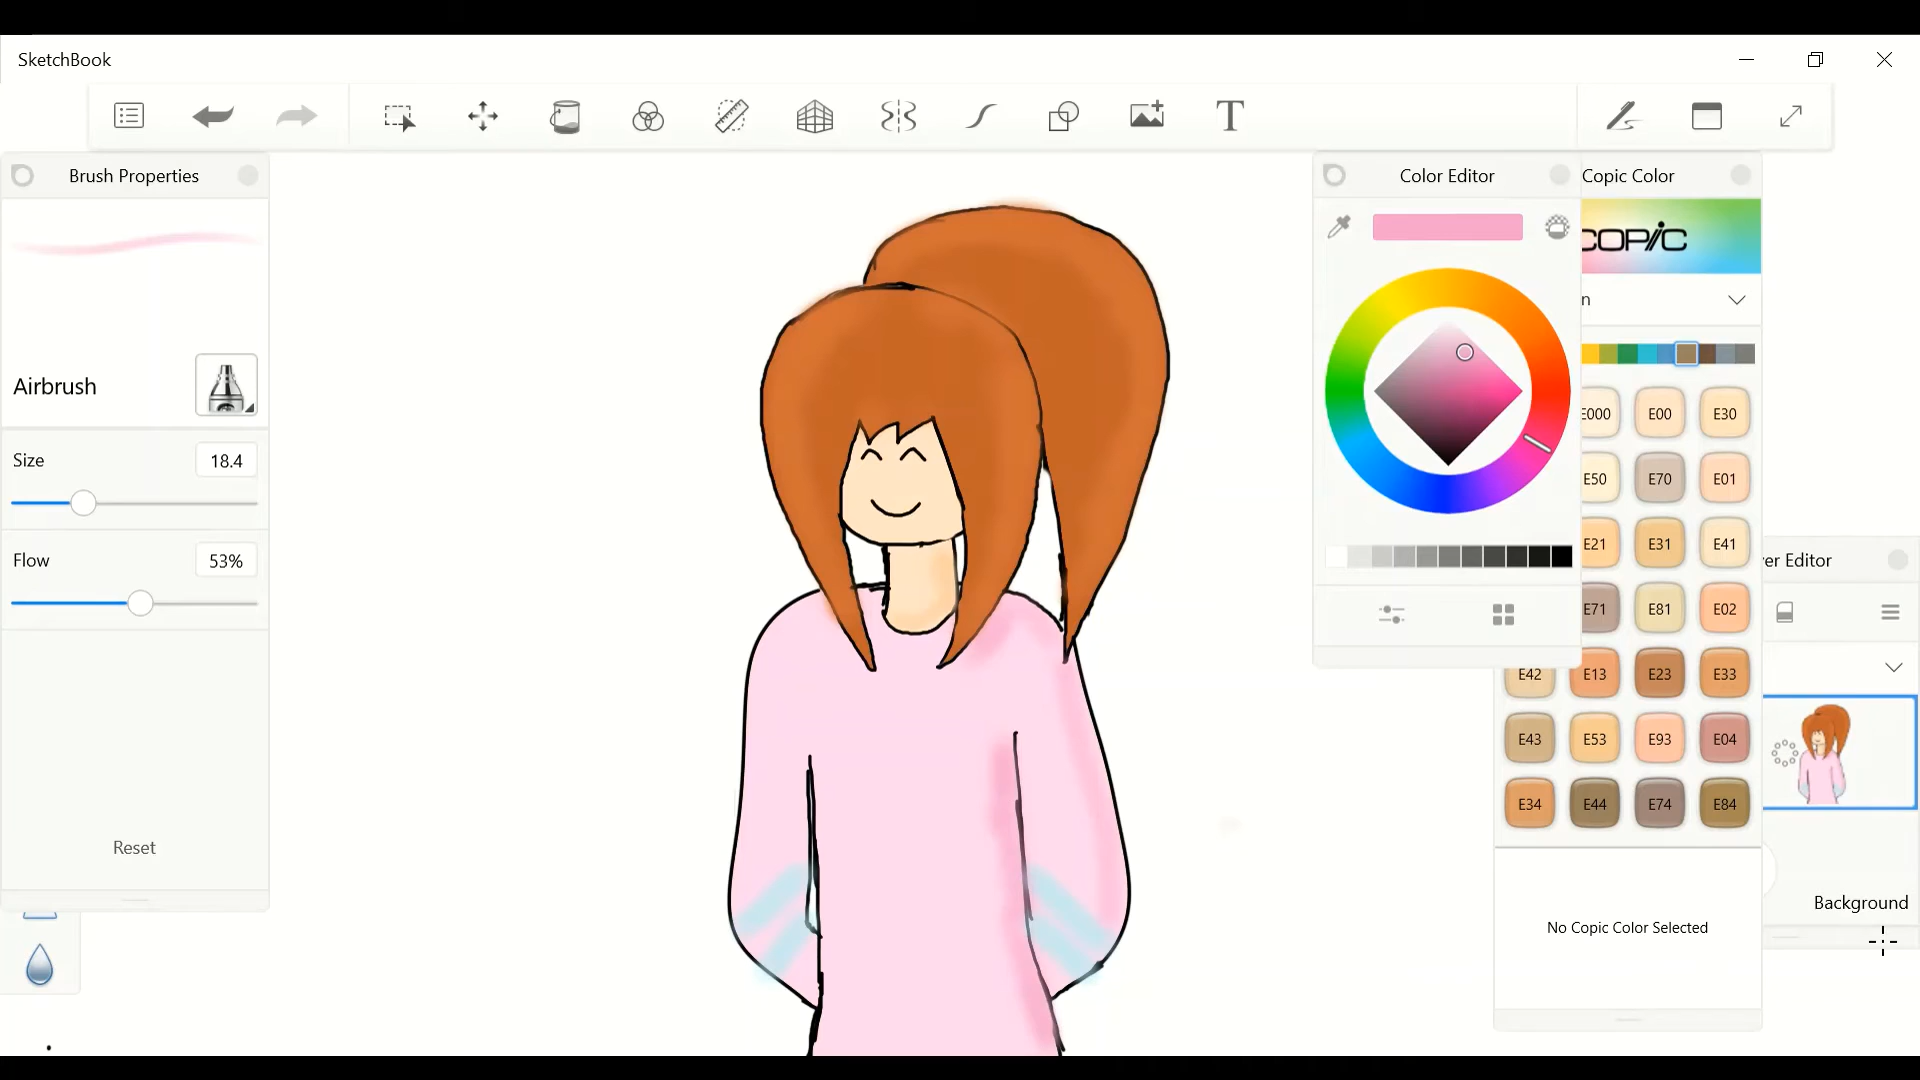 SketchBook
T
Brush Properties
Airbrush
Size
18.4
Flow
53%
Reset
Color Editor
Copic Color
COPIC
n
E000 E00 E30
E50 E70 E01
E21 E31 E41
E71 E81 E02
E42 E13 E23 E33
E43 E53 E93 E04
E34 E44 E74 E84
No Copic Color Selected
er Editor
Background